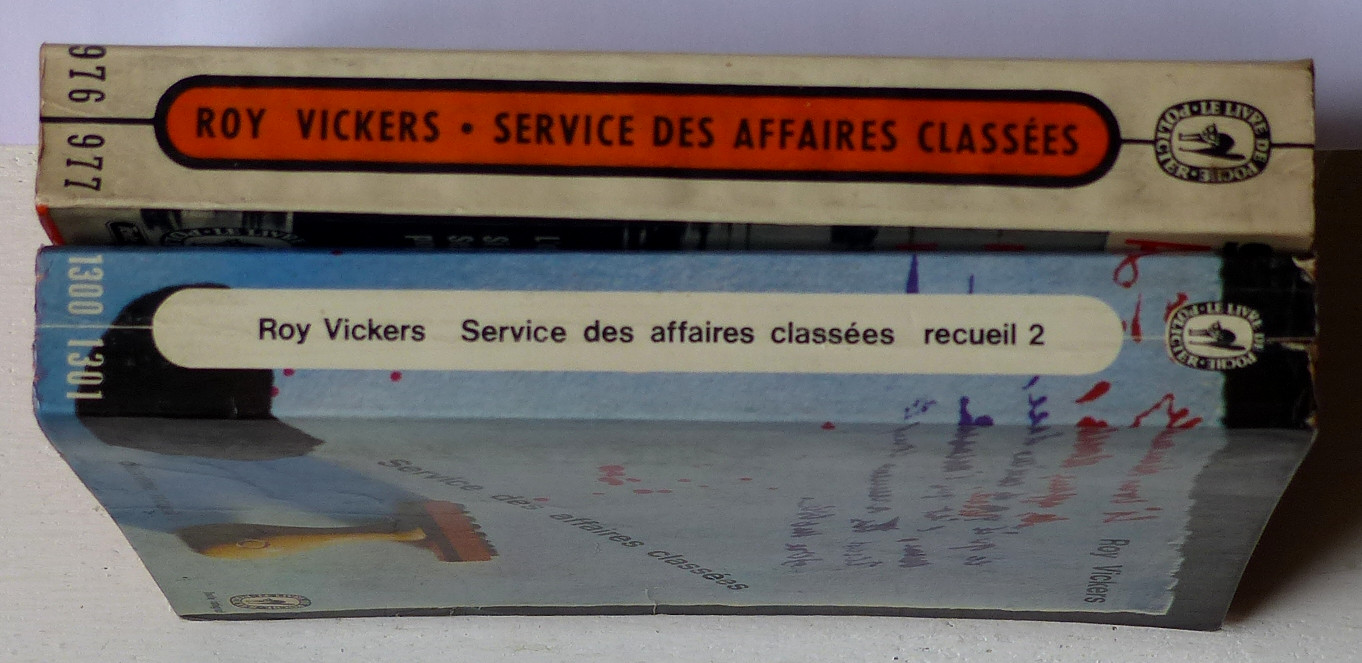 976 977
ROY VICKERS • SERVICE DES AFFAIRES CLASSÉES
LE LIVRE DE POCHE • POLICIER •
1300 1301
Roy Vickers Service des affaires classées recueil 2
LE LIVRE DE POCHE • POLICIER •
service des affaires classées
Roy Vickers